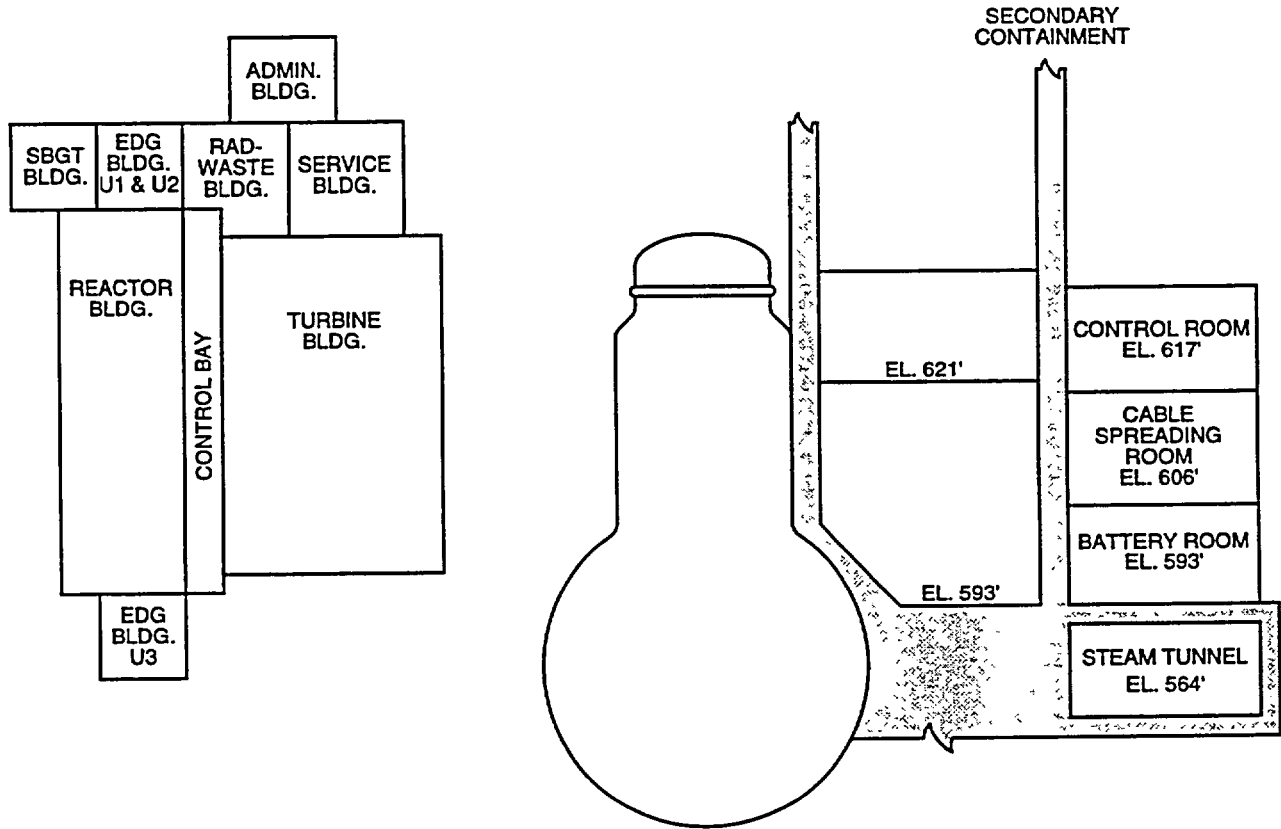 SECONDARY
CONTAINMENT
ADMIN.
BLDG.
SBGT
BLDG.
EDG
BLDG.
U1 & U2
RAD-
WASTE
BLDG.
SERVICE
BLDG.
REACTOR
BLDG.
CONTROL BAY
TURBINE
BLDG.
EDG
BLDG.
U3
EL. 621'
EL. 593'
CONTROL ROOM
EL. 617'
CABLE
SPREADING
ROOM
EL. 606'
BATTERY ROOM
EL. 593'
STEAM TUNNEL
EL. 564'